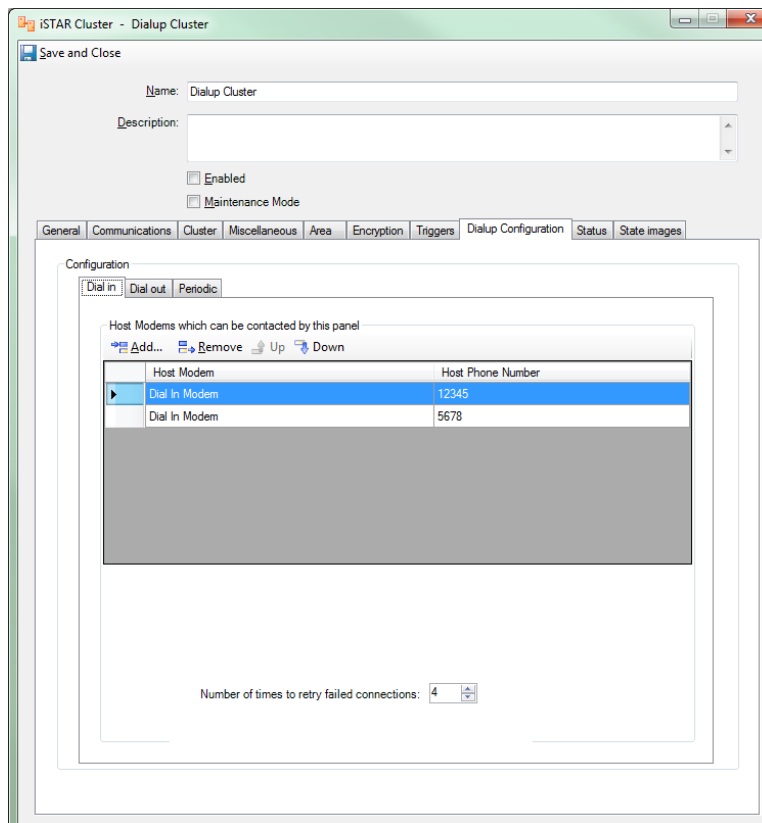 iSTAR Cluster - Dialup Cluster
Save and Close
Name: Dialup Cluster
Description:
Enabled
Maintenance Mode
General Communications Cluster Miscellaneous Area Encryption Triggers Dialup Configuration Status State images
Configuration
Dial in Dial out Periodic
Host Modems which can be contacted by this panel
Add... Remove Up Down
Host Modem Host Phone Number
Dial In Modem 12345
Dial In Modem 5678
Number of times to retry failed connections: 4